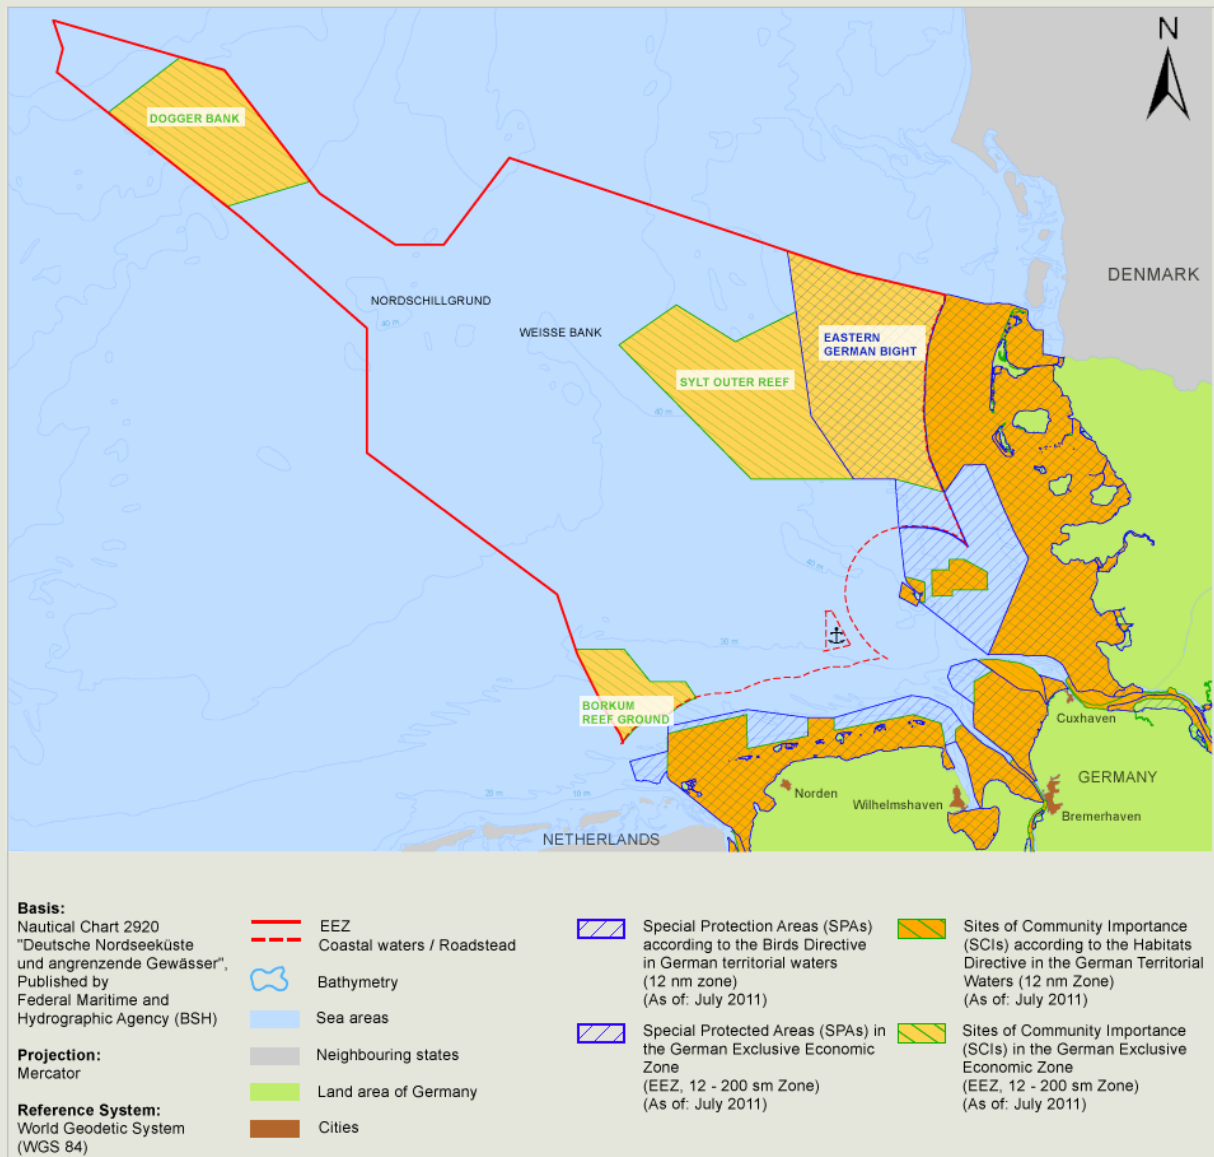 N
DOGGER BANK
DENMARK
NORDSCHILLGRUND
40 m
WEISSE BANK
EASTERN
GERMAN BIGHT
SYLT OUTER REEF
40 m
40 m
30 m
BORKUM
REEF GROUND
Cuxhaven
GERMANY
Norden
Wilhelmshaven
20 m
10 m
Bremerhaven
NETHERLANDS
Basis:
Nautical Chart 2920
"Deutsche Nordseeküste
und angrenzende Gewässer",
Published by
Federal Maritime and
Hydrographic Agency (BSH)
Projection:
Mercator
Reference System:
World Geodetic System
(WGS 84)
EEZ
Coastal waters / Roadstead
Bathymetry
Sea areas
Neighbouring states
Land area of Germany
Cities
Special Protection Areas (SPAs)
according to the Birds Directive
in German territorial waters
(12 nm zone)
(As of: July 2011)
Special Protected Areas (SPAs) in
the German Exclusive Economic
Zone
(EEZ, 12 - 200 sm Zone)
(As of: July 2011)
Sites of Community Importance
(SCIs) according to the Habitats
Directive in the German Territorial
Waters (12 nm Zone)
(As of: July 2011)
Sites of Community Importance
(SCIs) in the German Exclusive
Economic Zone
(EEZ, 12 - 200 sm Zone)
(As of: July 2011)